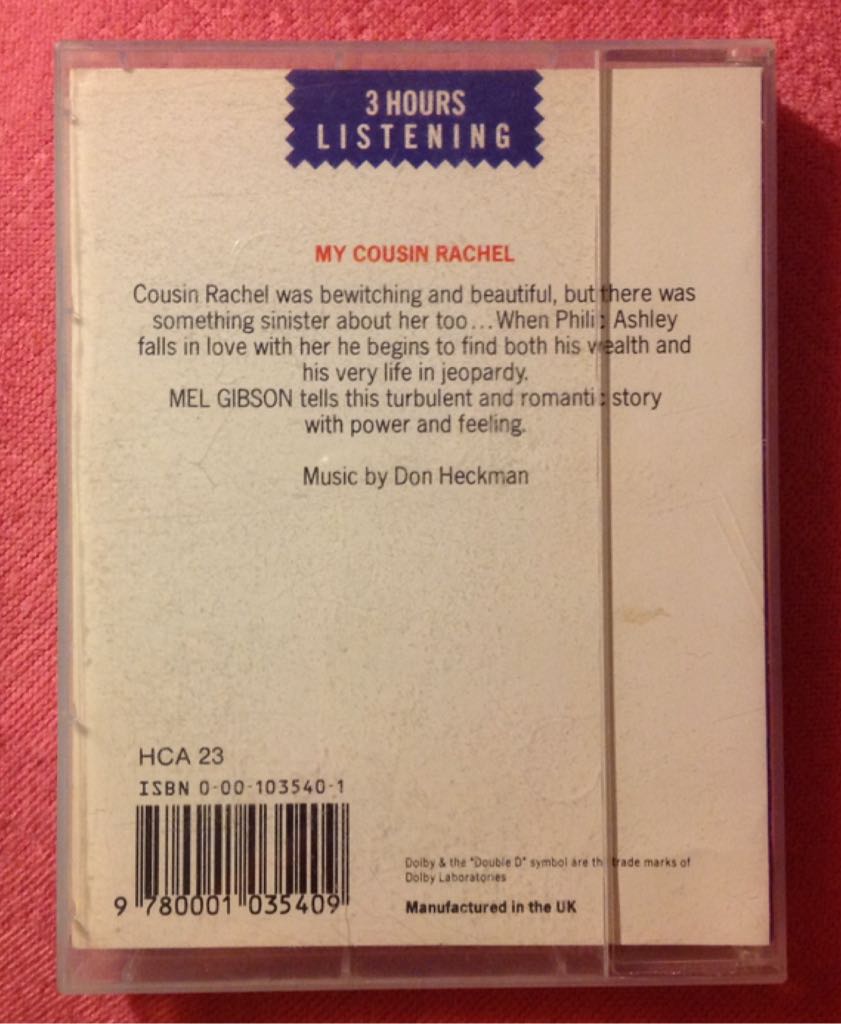 3 HOURS
LISTENING
MY COUSIN RACHEL
Cousin Rachel was bewitching and beautiful, but there was
something sinister about her too...When Philip Ashley
falls in love with her he begins to find both his wealth and
his very life in jeopardy.
MEL GIBSON tells this turbulent and romantic story
with power and feeling.
Music by Don Heckman
HCA 23
ISBN 0-00-103540-1
9 780001 035409
Dolby & the "Double D" symbol are the trade marks of
Dolby Laboratories
Manufactured in the UK